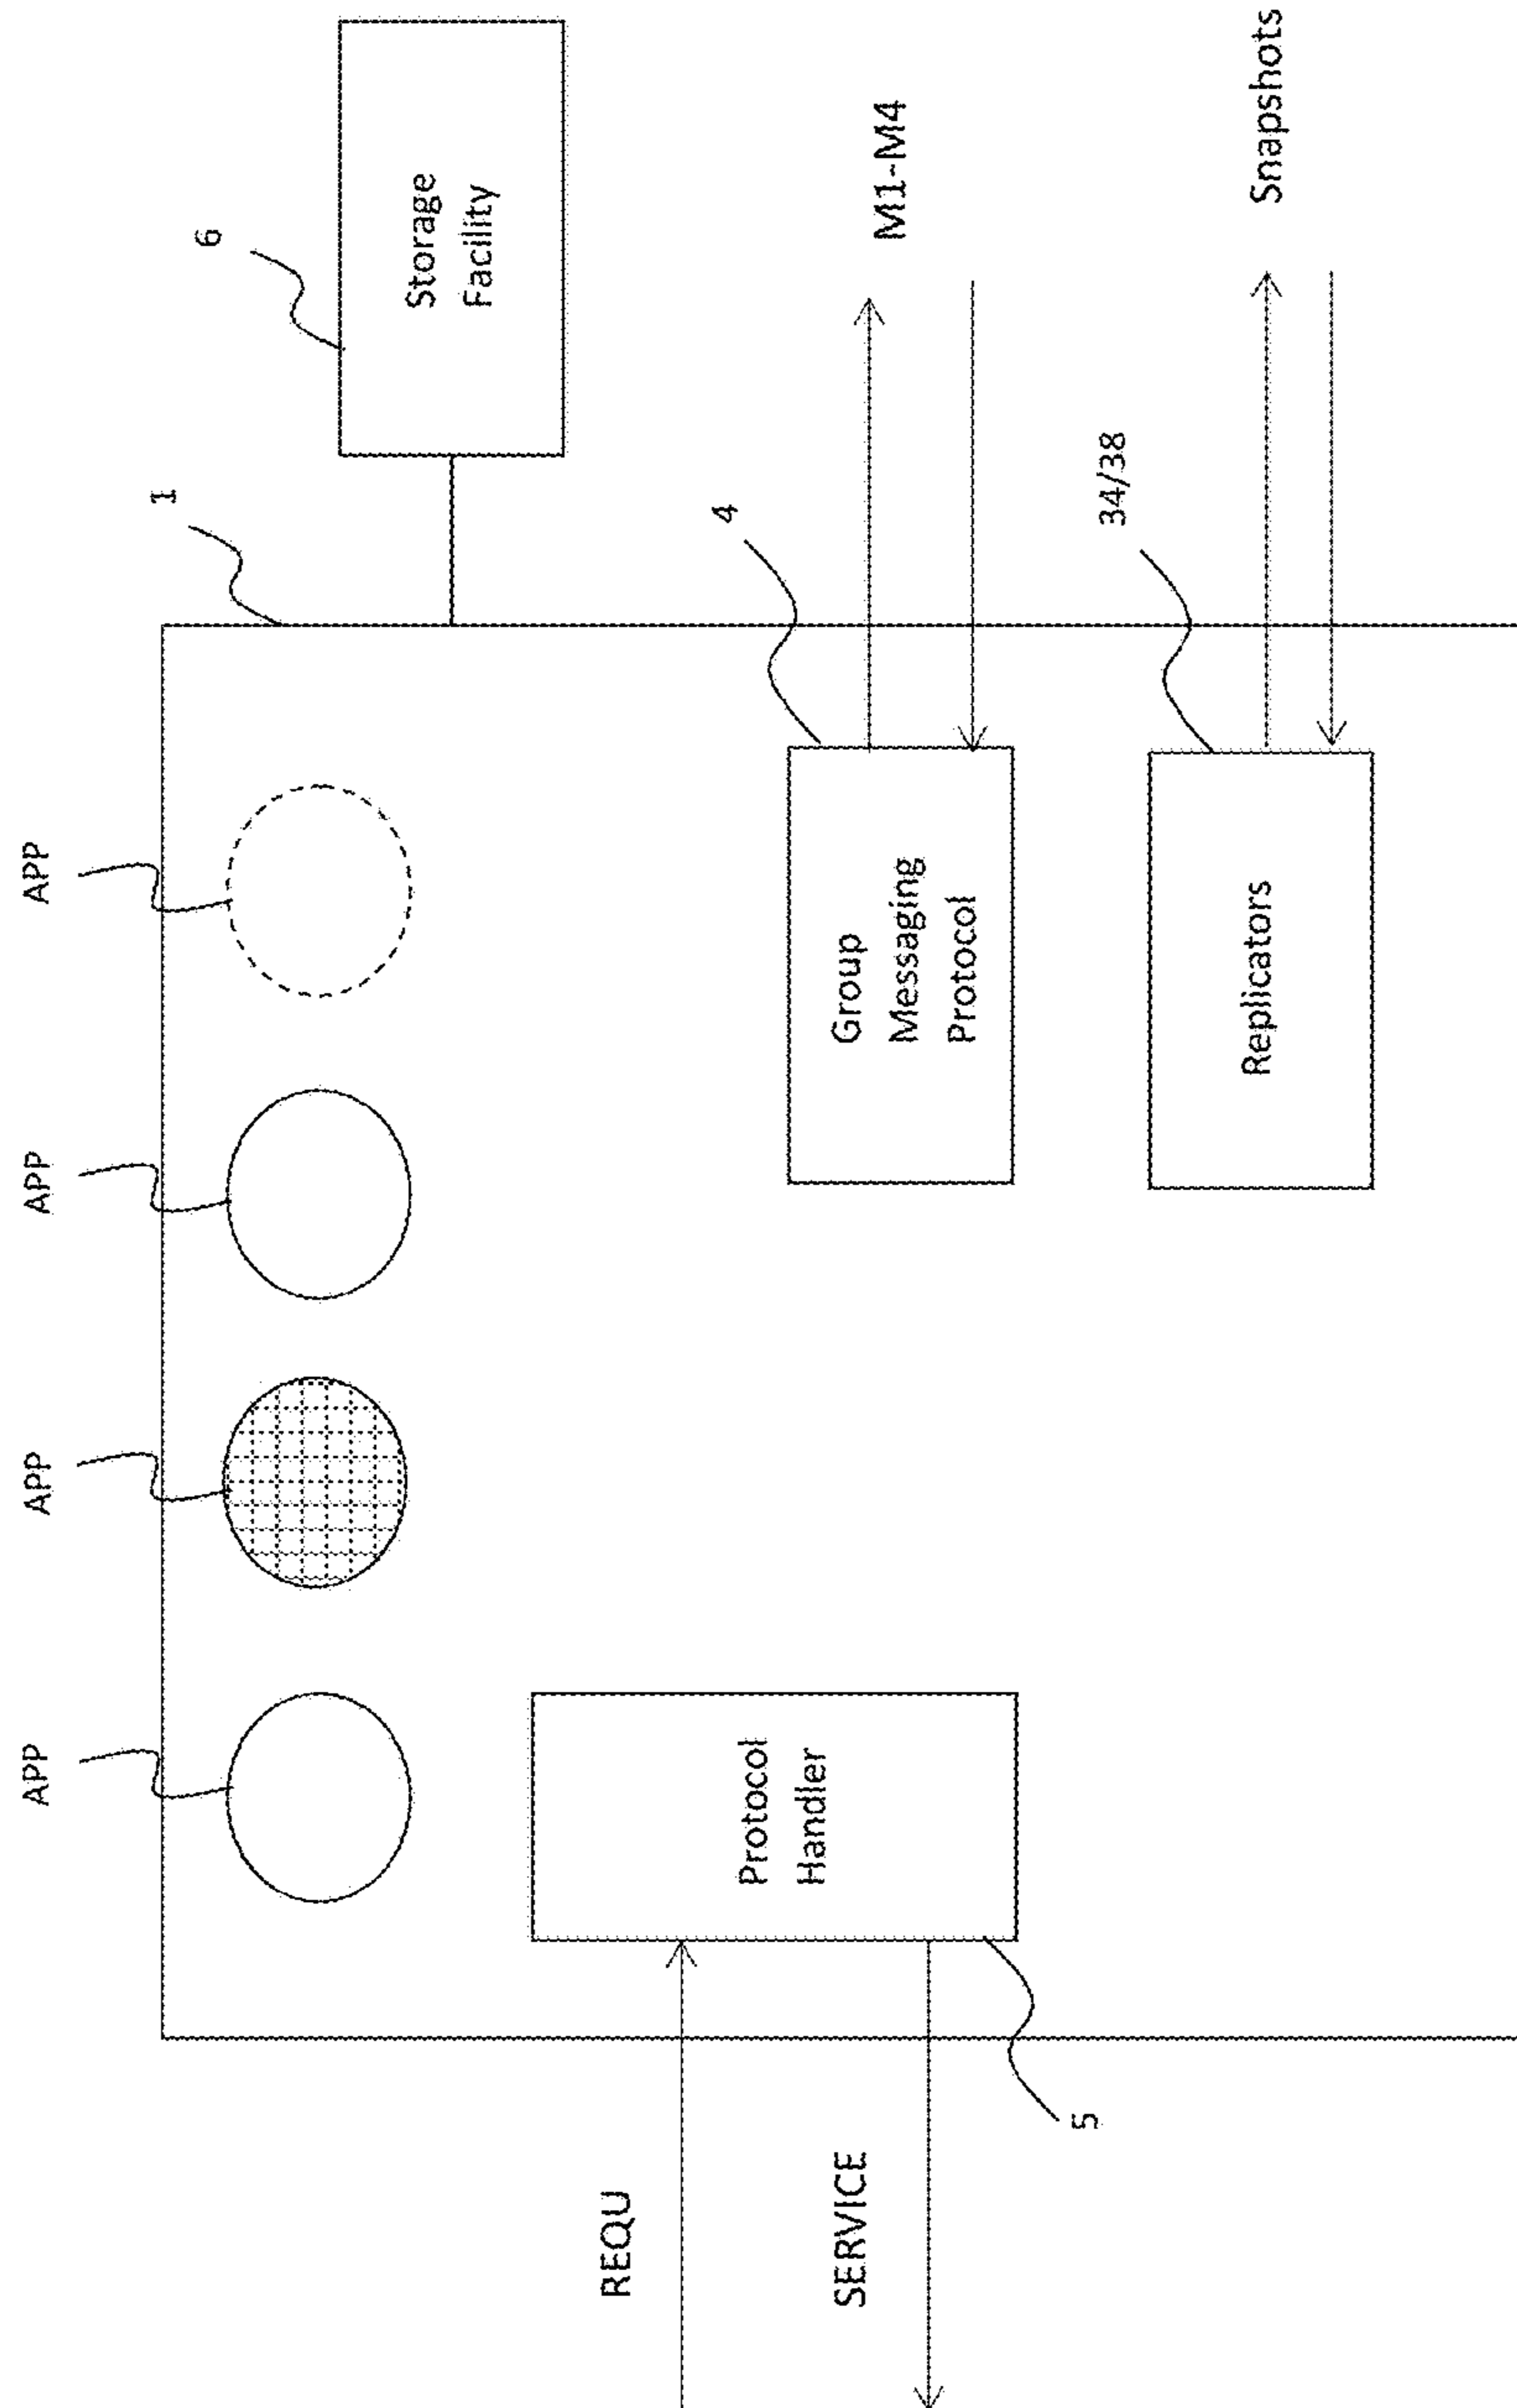 APP
APP
APP
APP
1
6
Storage
Facility
REQU
SERVICE
Protocol
Handler
5
4
Group
Messaging
Protocol
M1-M4
34/38
Replicators
Snapshots